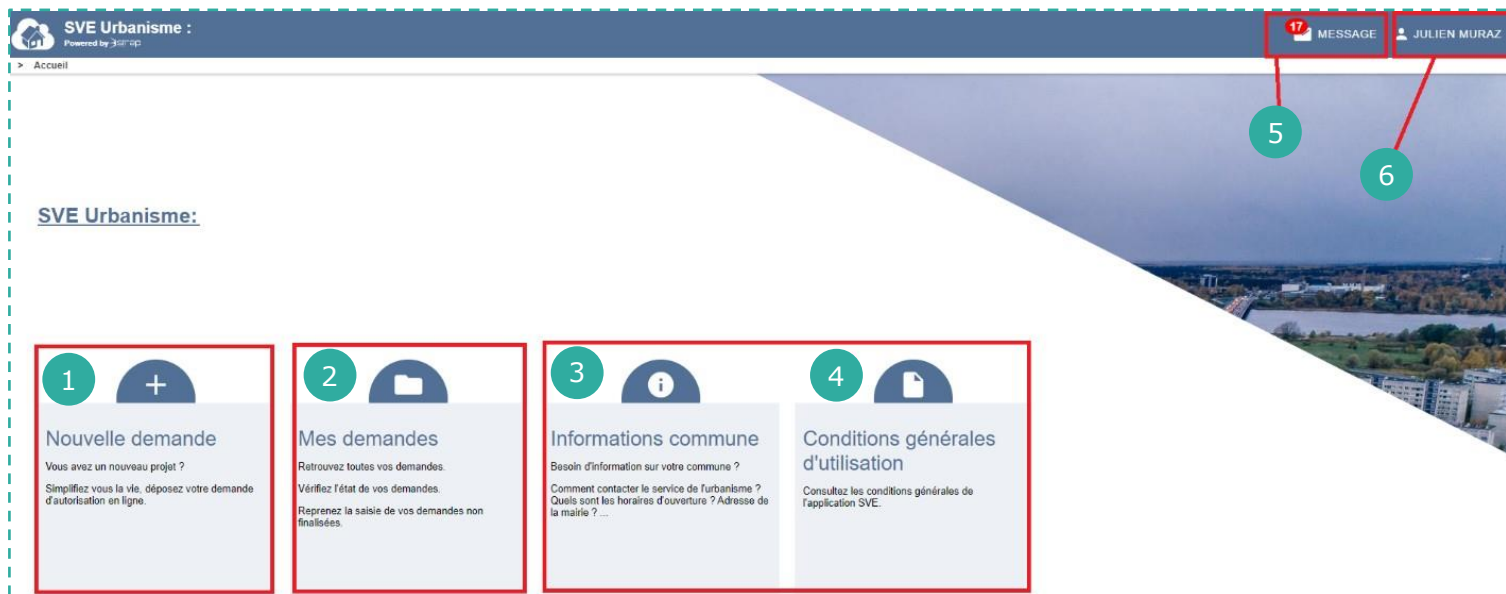 SVE Urbanisme :
Powered by
17
MESSAGE
JULIEN MURAZ
> Accueil
5
6
SVE Urbanisme:
1
2
3
4
Nouvelle demande
Vous avez un nouveau projet ?
Simplifiez vous la vie, déposez votre demande
d'autorisation en ligne.
Mes demandes
Retrouvez toutes vos demandes.
Vérifiez l'état de vos demandes.
Reprenez la saisie de vos demandes non
finalisées.
Informations commune
Besoin d'information sur votre commune ?
Comment contacter le service de l'urbanisme ?
Quels sont les horaires d'ouverture ? Adresse de
la mairie ? ...
Conditions générales
d'utilisation
Consultez les conditions générales de
l'application SVE.